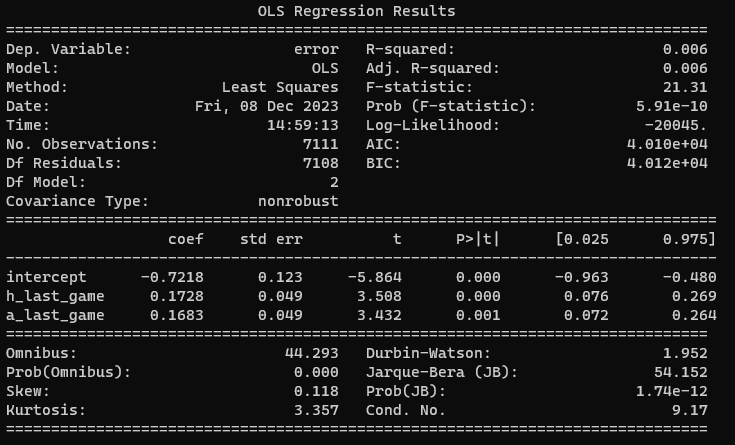 OLS Regression Results
==============================================================================
Dep. Variable:                  error   R-squared:                       0.006
Model:                            OLS   Adj. R-squared:                  0.006
Method:                 Least Squares   F-statistic:                     21.31
Date:                Fri, 08 Dec 2023   Prob (F-statistic):           5.91e-10
Time:                        14:59:13   Log-Likelihood:                -20045.
No. Observations:                7111   AIC:                         4.010e+04
Df Residuals:                    7108   BIC:                         4.012e+04
Df Model:                           2
Covariance Type:            nonrobust
===============================================================================
                  coef    std err          t      P>|t|      [0.025      0.975]
-------------------------------------------------------------------------------
intercept      -0.7218      0.123     -5.864      0.000      -0.963      -0.480
h_last_game     0.1728      0.049      3.508      0.000       0.076       0.269
a_last_game     0.1683      0.049      3.432      0.001       0.072       0.264
==============================================================================
Omnibus:                       44.293   Durbin-Watson:                   1.952
Prob(Omnibus):                  0.000   Jarque-Bera (JB):               54.152
Skew:                           0.118   Prob(JB):                     1.74e-12
Kurtosis:                       3.357   Cond. No.                         9.17
==============================================================================